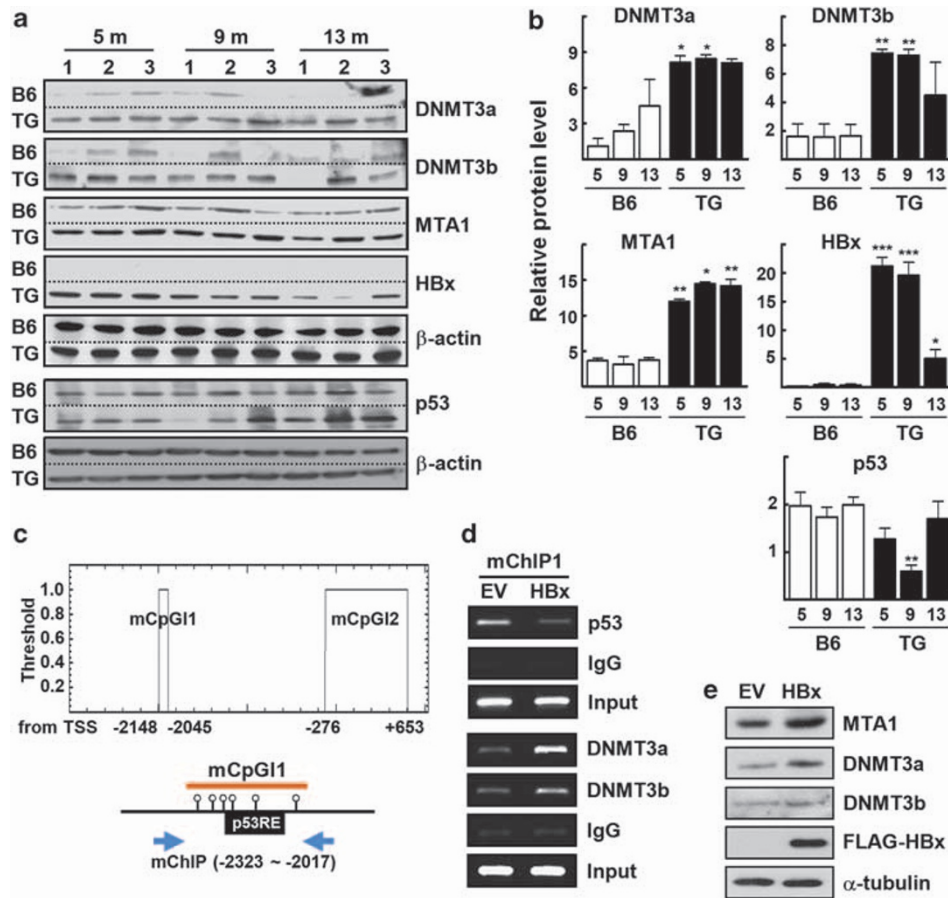 a
5 m 9 m 13 m
1 2 3 1 2 3 1 2 3
B6
TG
DNMT3a
B6
TG
DNMT3b
B6
TG
MTA1
B6
TG
HBx
B6
TG
β-actin
B6
TG
p53
B6
TG
β-actin
b
Relative protein level
DNMT3a
9
6
3
* *
5 9 13 5 9 13
B6 TG
DNMT3b
8
6
4
2
** **
5 9 13 5 9 13
B6 TG
MTA1
15
10
5
** * **
5 9 13 5 9 13
B6 TG
HBx
20
15
10
5
*** *** *
5 9 13 5 9 13
B6 TG
p53
2
1
**
5 9 13 5 9 13
B6 TG
c
Threshold
1.0
0.8
0.6
0.4
0.2
mCpGI1 mCpGI2
from TSS -2148 -2045 -276 +653
mCpGI1
p53RE
mChIP (-2323 ~ -2017)
d
mChIP1
EV HBx
p53
IgG
Input
DNMT3a
DNMT3b
IgG
Input
e
EV HBx
MTA1
DNMT3a
DNMT3b
FLAG-HBx
α-tubulin